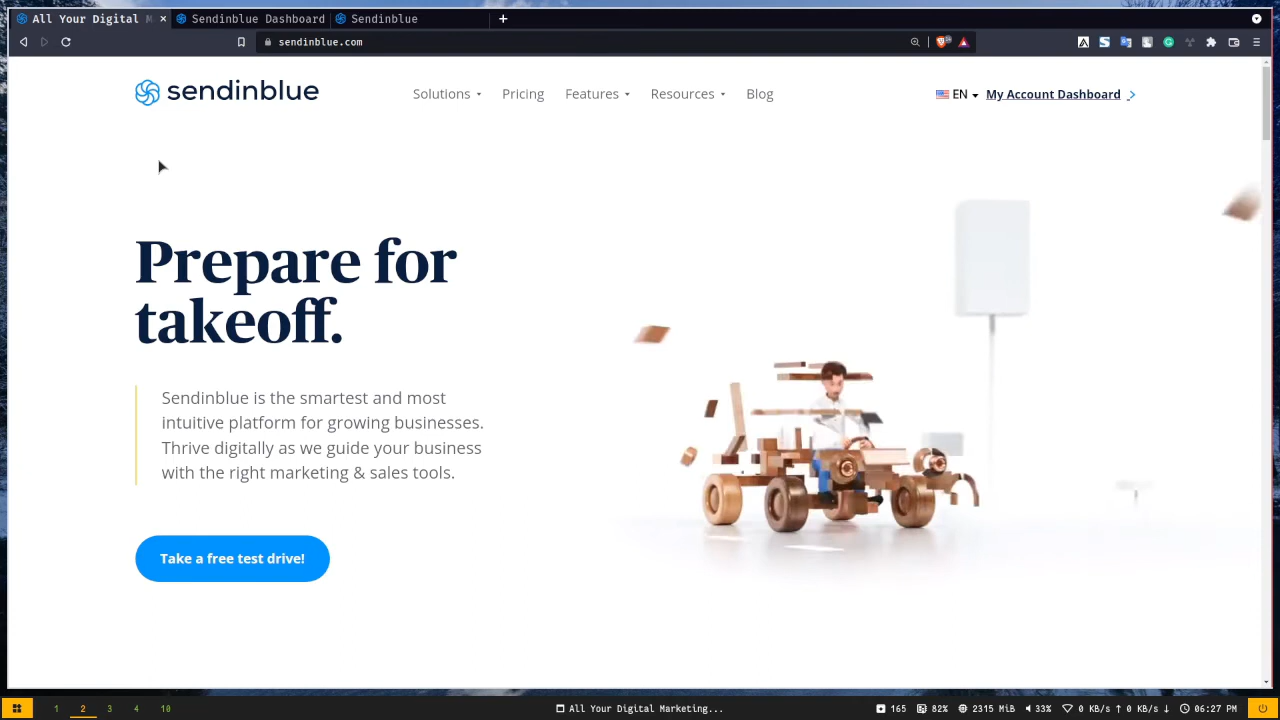 All Your Digital M
Sendinblue Dashboard
Sendinblue
sendinblue.com
sendinblue
Solutions
Pricing
Features
Resources
Blog
EN
My Account Dashboard
Prepare for
takeoff.
Sendinblue is the smartest and most
intuitive platform for growing businesses.
Thrive digitally as we guide your business
with the right marketing & sales tools.
Take a free test drive!
1 2 3 4 10
All Your Digital Marketing...
165 82% 2315 MiB 33% 0 KB/s ↑ 0 KB/s ↓ 06:27 PM